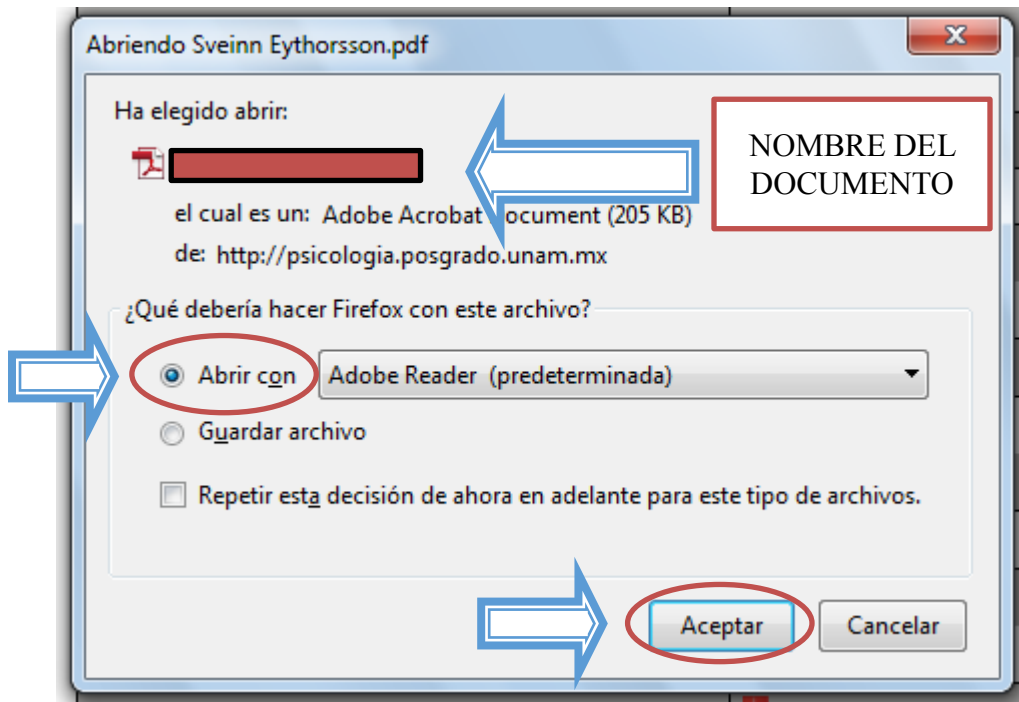 Abriendo Sveinn Eythorsson.pdf
X
Ha elegido abrir:
NOMBRE DEL
DOCUMENTO
el cual es un: Adobe Acrobat Document (205 KB)
de: http://psicologia.posgrado.unam.mx
¿Qué debería hacer Firefox con este archivo?
Abrir con Adobe Reader (predeterminada)
Guardar archivo
Repetir esta decisión de ahora en adelante para este tipo de archivos.
Aceptar Cancelar